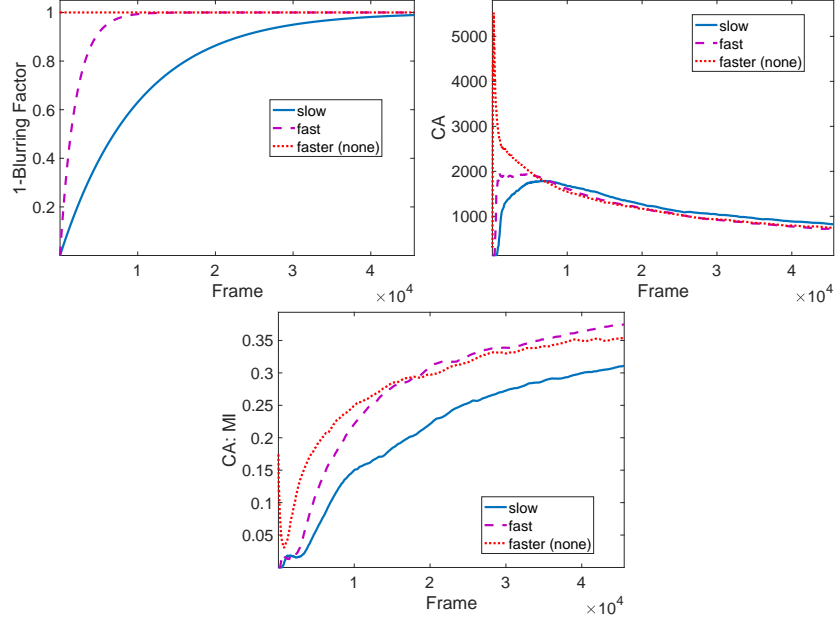 1
0.8
0.6
0.4
0.2
1-Blurring Factor
slow
fast
faster (none)
1 2 3 4
Frame
×10^4
5000
4000
3000
2000
1000
CA
slow
fast
faster (none)
1 2 3 4
Frame
×10^4
0.35
0.3
0.25
0.2
0.15
0.1
0.05
CA: MI
slow
fast
faster (none)
1 2 3 4
Frame
×10^4